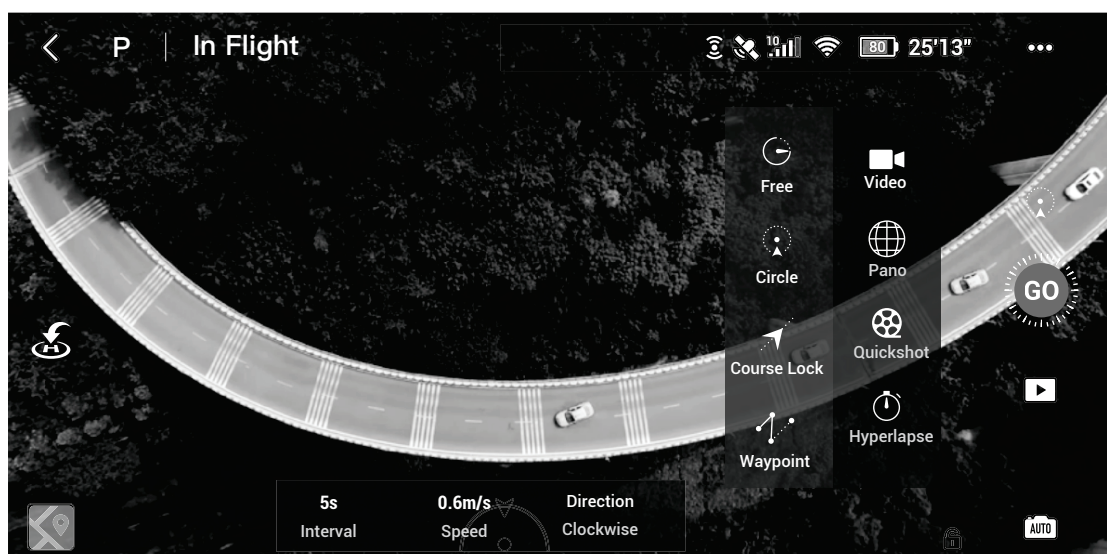 P
In Flight
10
80
25'13"
Free
Video
Circle
Pano
GO
Course Lock
Quickshot
Waypoint
Hyperlapse
5s
0.6m/s
Direction
Interval
Speed
Clockwise
H
AUTO